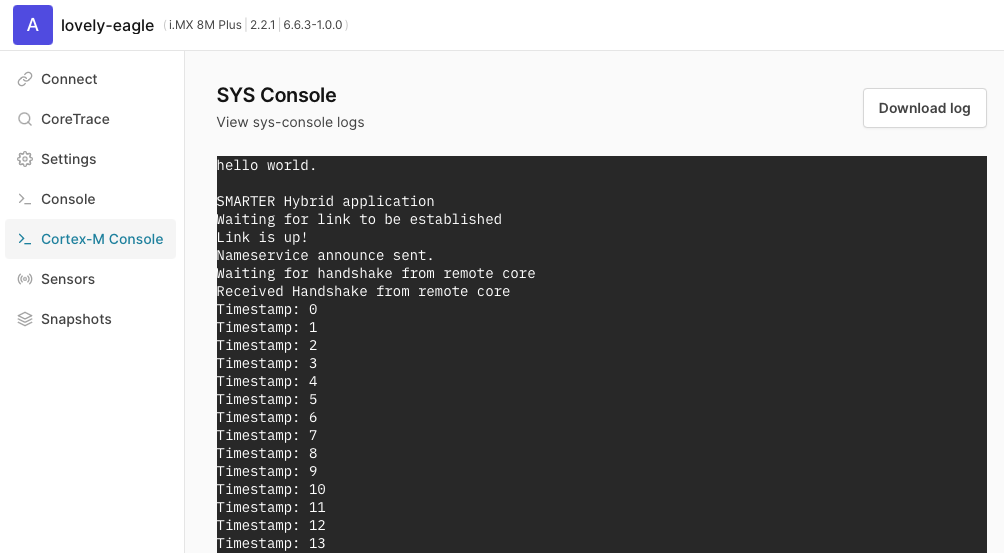 A lovely-eagle (i.MX 8M Plus | 2.2.1 | 6.6.3-1.0.0)
Connect
CoreTrace
Settings
Console
Cortex-M Console
Sensors
Snapshots
SYS Console
View sys-console logs
Download log
hello world.
SMARTER Hybrid application
Waiting for link to be established
Link is up!
Nameservice announce sent.
Waiting for handshake from remote core
Received Handshake from remote core
Timestamp: 0
Timestamp: 1
Timestamp: 2
Timestamp: 3
Timestamp: 4
Timestamp: 5
Timestamp: 6
Timestamp: 7
Timestamp: 8
Timestamp: 9
Timestamp: 10
Timestamp: 11
Timestamp: 12
Timestamp: 13